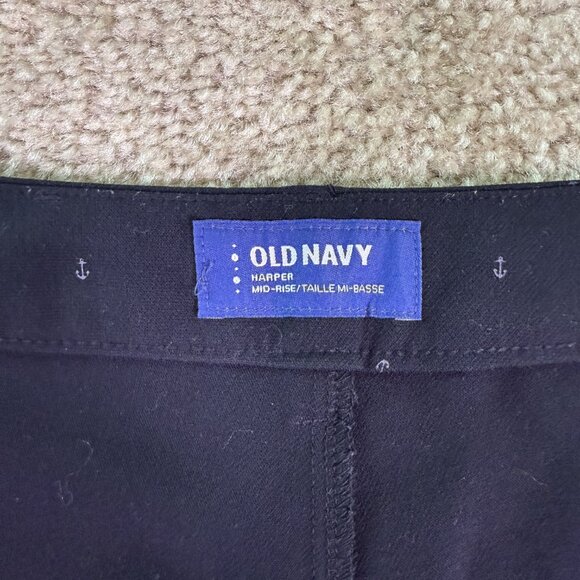 OLD NAVY
HARPER
MID-RISE/TAILLE MI-BASSE